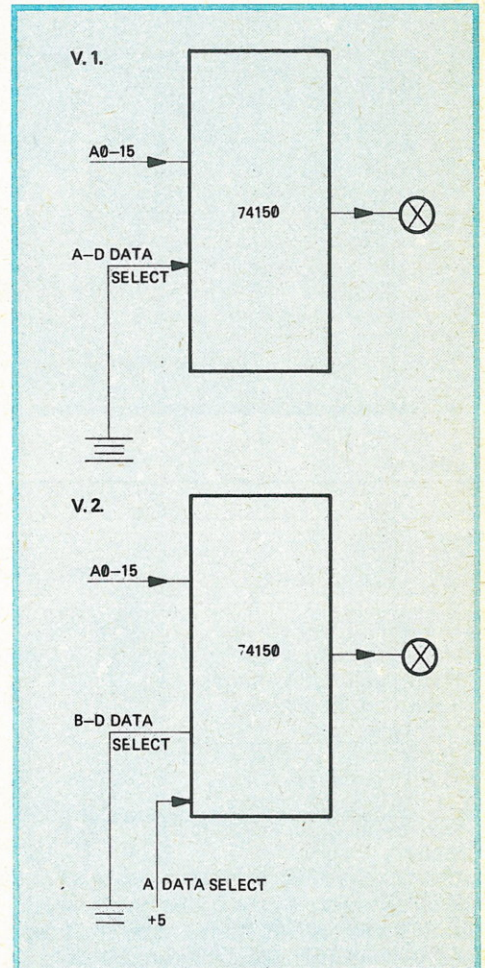 V.1.
A0–15
74150
A–D DATA
SELECT
V.2.
A0–15
74150
B–D DATA
SELECT
A DATA SELECT
+5